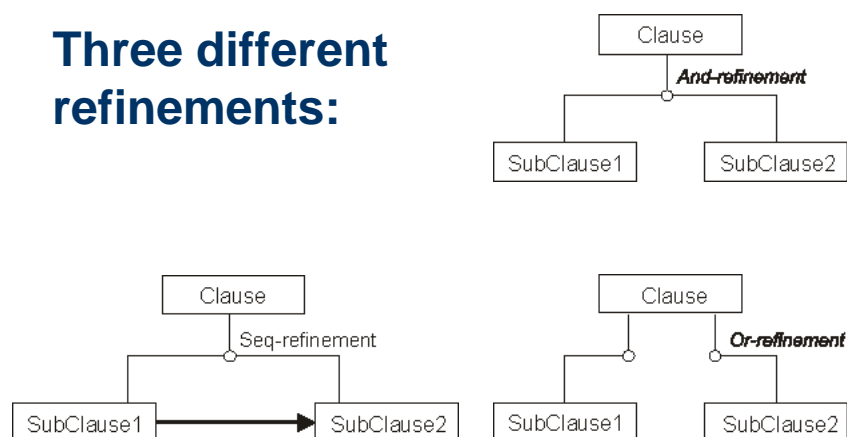 Three different
refinements:
Clause
And-refinement
SubClause1
SubClause2
Clause
Seq-refinement
SubClause1
SubClause2
Clause
Or-refinement
SubClause1
SubClause2